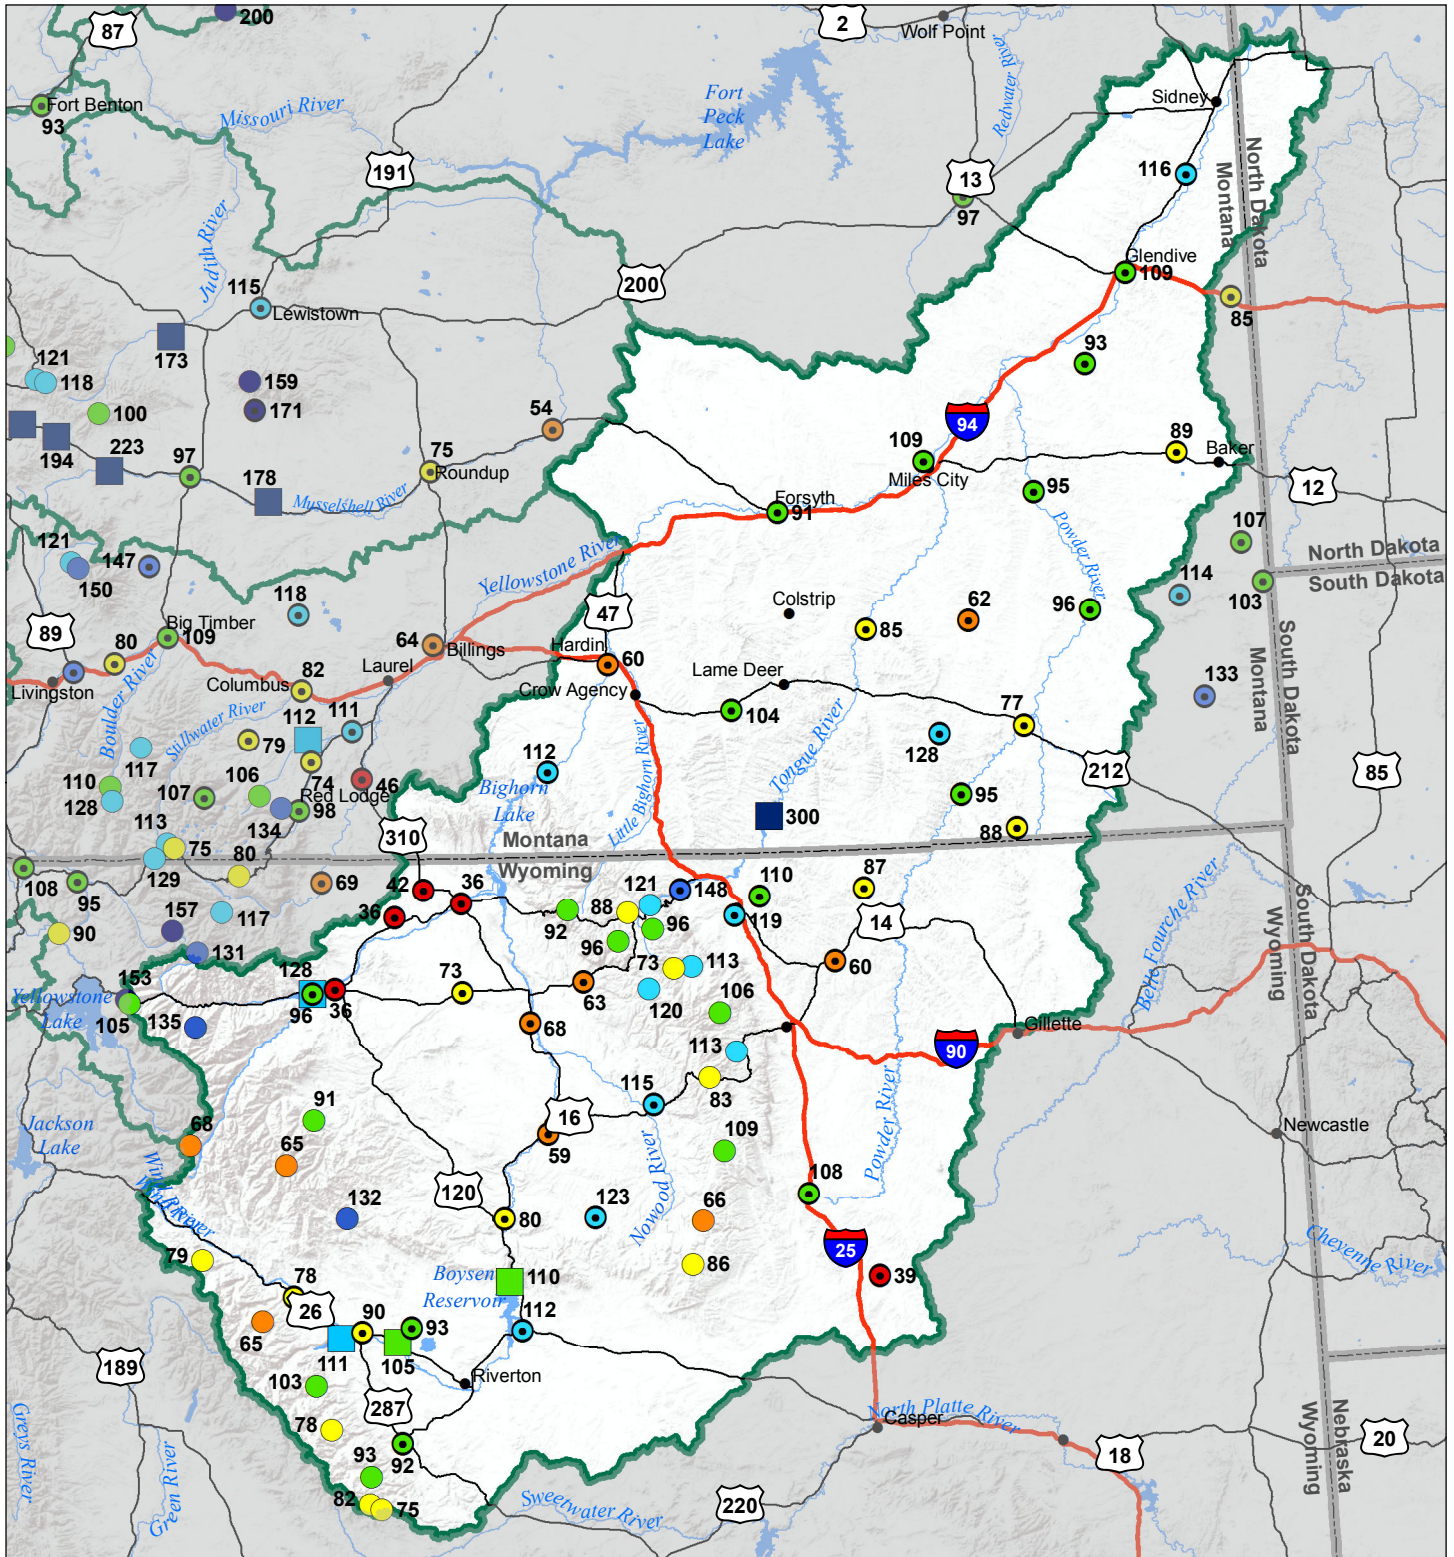 200
87
2
Wolf Point
Fort Benton
93
Missouri River
Fort
Peck
Lake
Redwater River
Sidney
191
13
97
116
North Dakota
Montana
Judith River
115
Lewistown
200
Glendive
109
85
173
121
118
159
171
100
54
93
94
194
223
97
178
75
Roundup
Musselshell River
109
Miles City
89
Baker
12
95
Forsyth
91
Powder River
107
North Dakota
South Dakota
121
147
150
118
Yellowstone River
114
103
89
80
Big Timber
109
47
Colstrip
85
62
96
64
Billings
Hardin
60
Livingston
Boulder River
Columbus
82
Laurel
Crow Agency
Lame Deer
133
South Dakota
Montana
Stillwater River
112
111
79
104
77
117
74
110
128
107
106
Red Lodge
46
98
134
112
Bighorn
Lake
Little Bighorn River
Tongue River
128
212
85
95
300
88
113
75
129
80
310
Montana
Wyoming
108
95
69
42
36
36
121
148
110
87
88
92
96
96
119
14
Belle Fourche River
South Dakota
Wyoming
117
157
90
131
153
Yellowstone
Lake
105
135
128
96
36
73
63
73
113
120
60
106
68
113
Gillette
90
Powder River
Jackson
Lake
68
91
65
115
83
16
59
109
Nowood River
Newcastle
Wind River
Wind River
132
120
80
123
66
108
25
86
39
Cheyenne River
79
78
26
65
Boysen
Reservoir
110
112
90
93
111
105
189
103
Riverton
78
287
92
93
82
75
Greys River
Green River
Sweetwater River
220
North Platte River
Casper
18
20
Nebraska
Wyoming